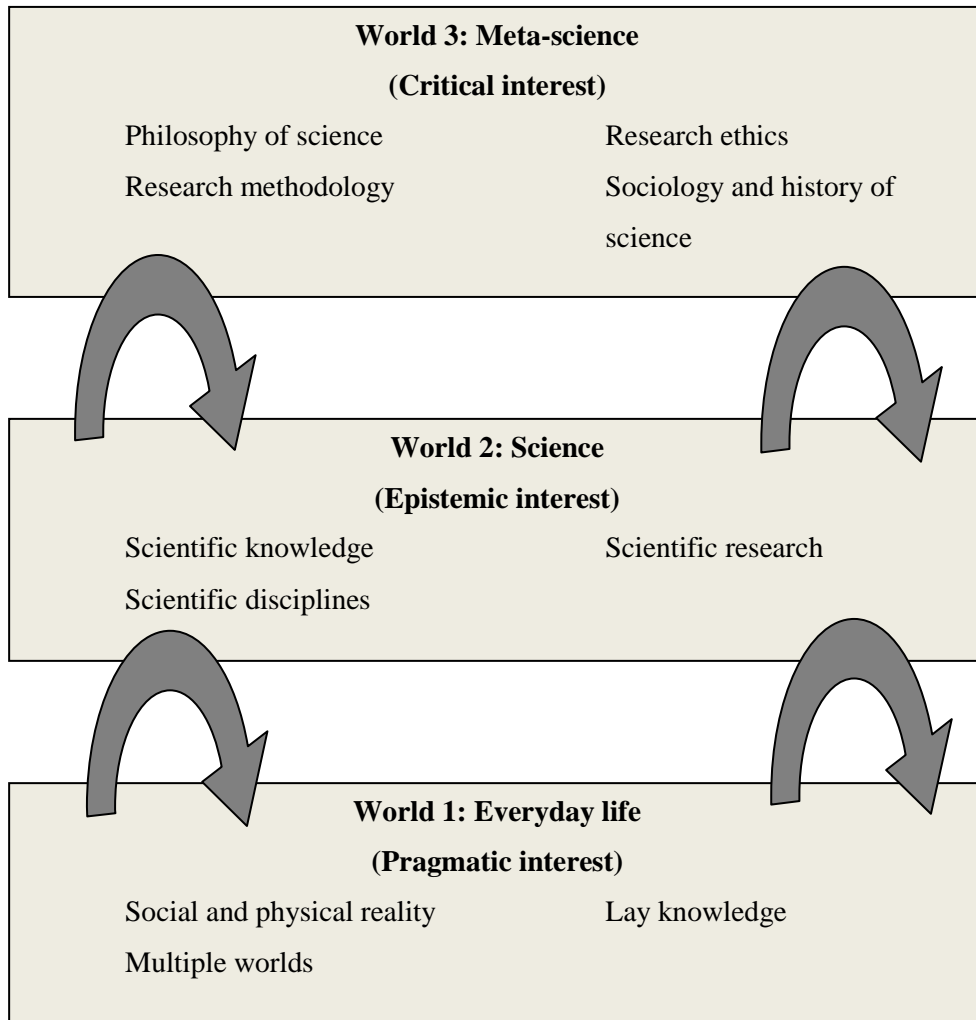 World 3: Meta-science
(Critical interest)
Philosophy of science
Research methodology
Research ethics
Sociology and history of
science
World 2: Science
(Epistemic interest)
Scientific knowledge
Scientific disciplines
Scientific research
World 1: Everyday life
(Pragmatic interest)
Social and physical reality
Multiple worlds
Lay knowledge